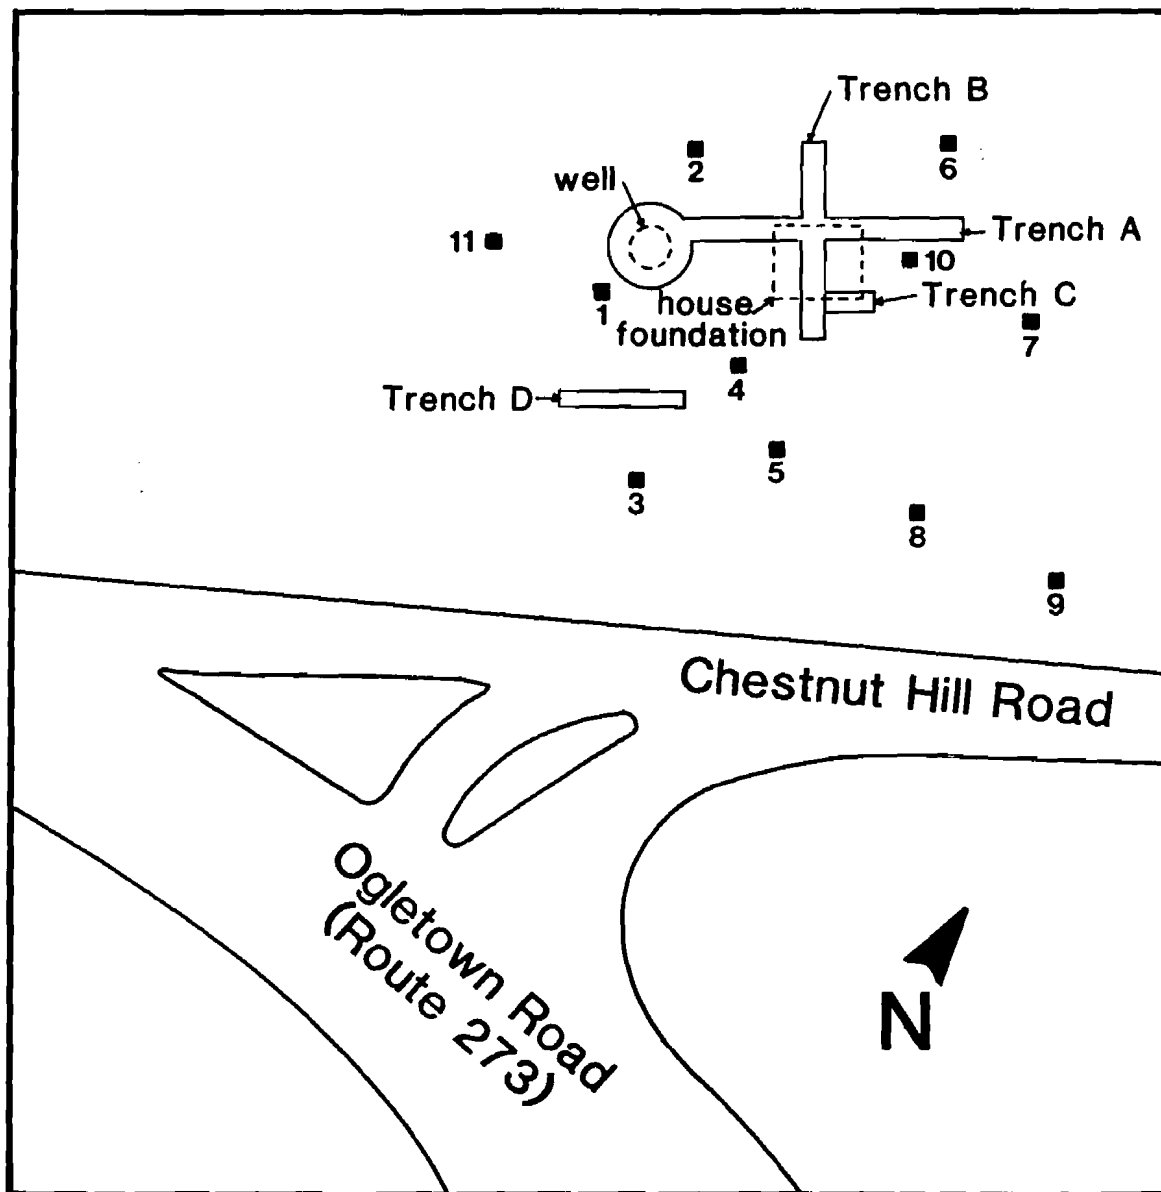 Trench B
2
6
well
11
Trench A
10
1
house
foundation
Trench C
7
4
Trench D
5
3
8
9
Chestnut Hill Road
Ogletown Road
(Route 273)
N